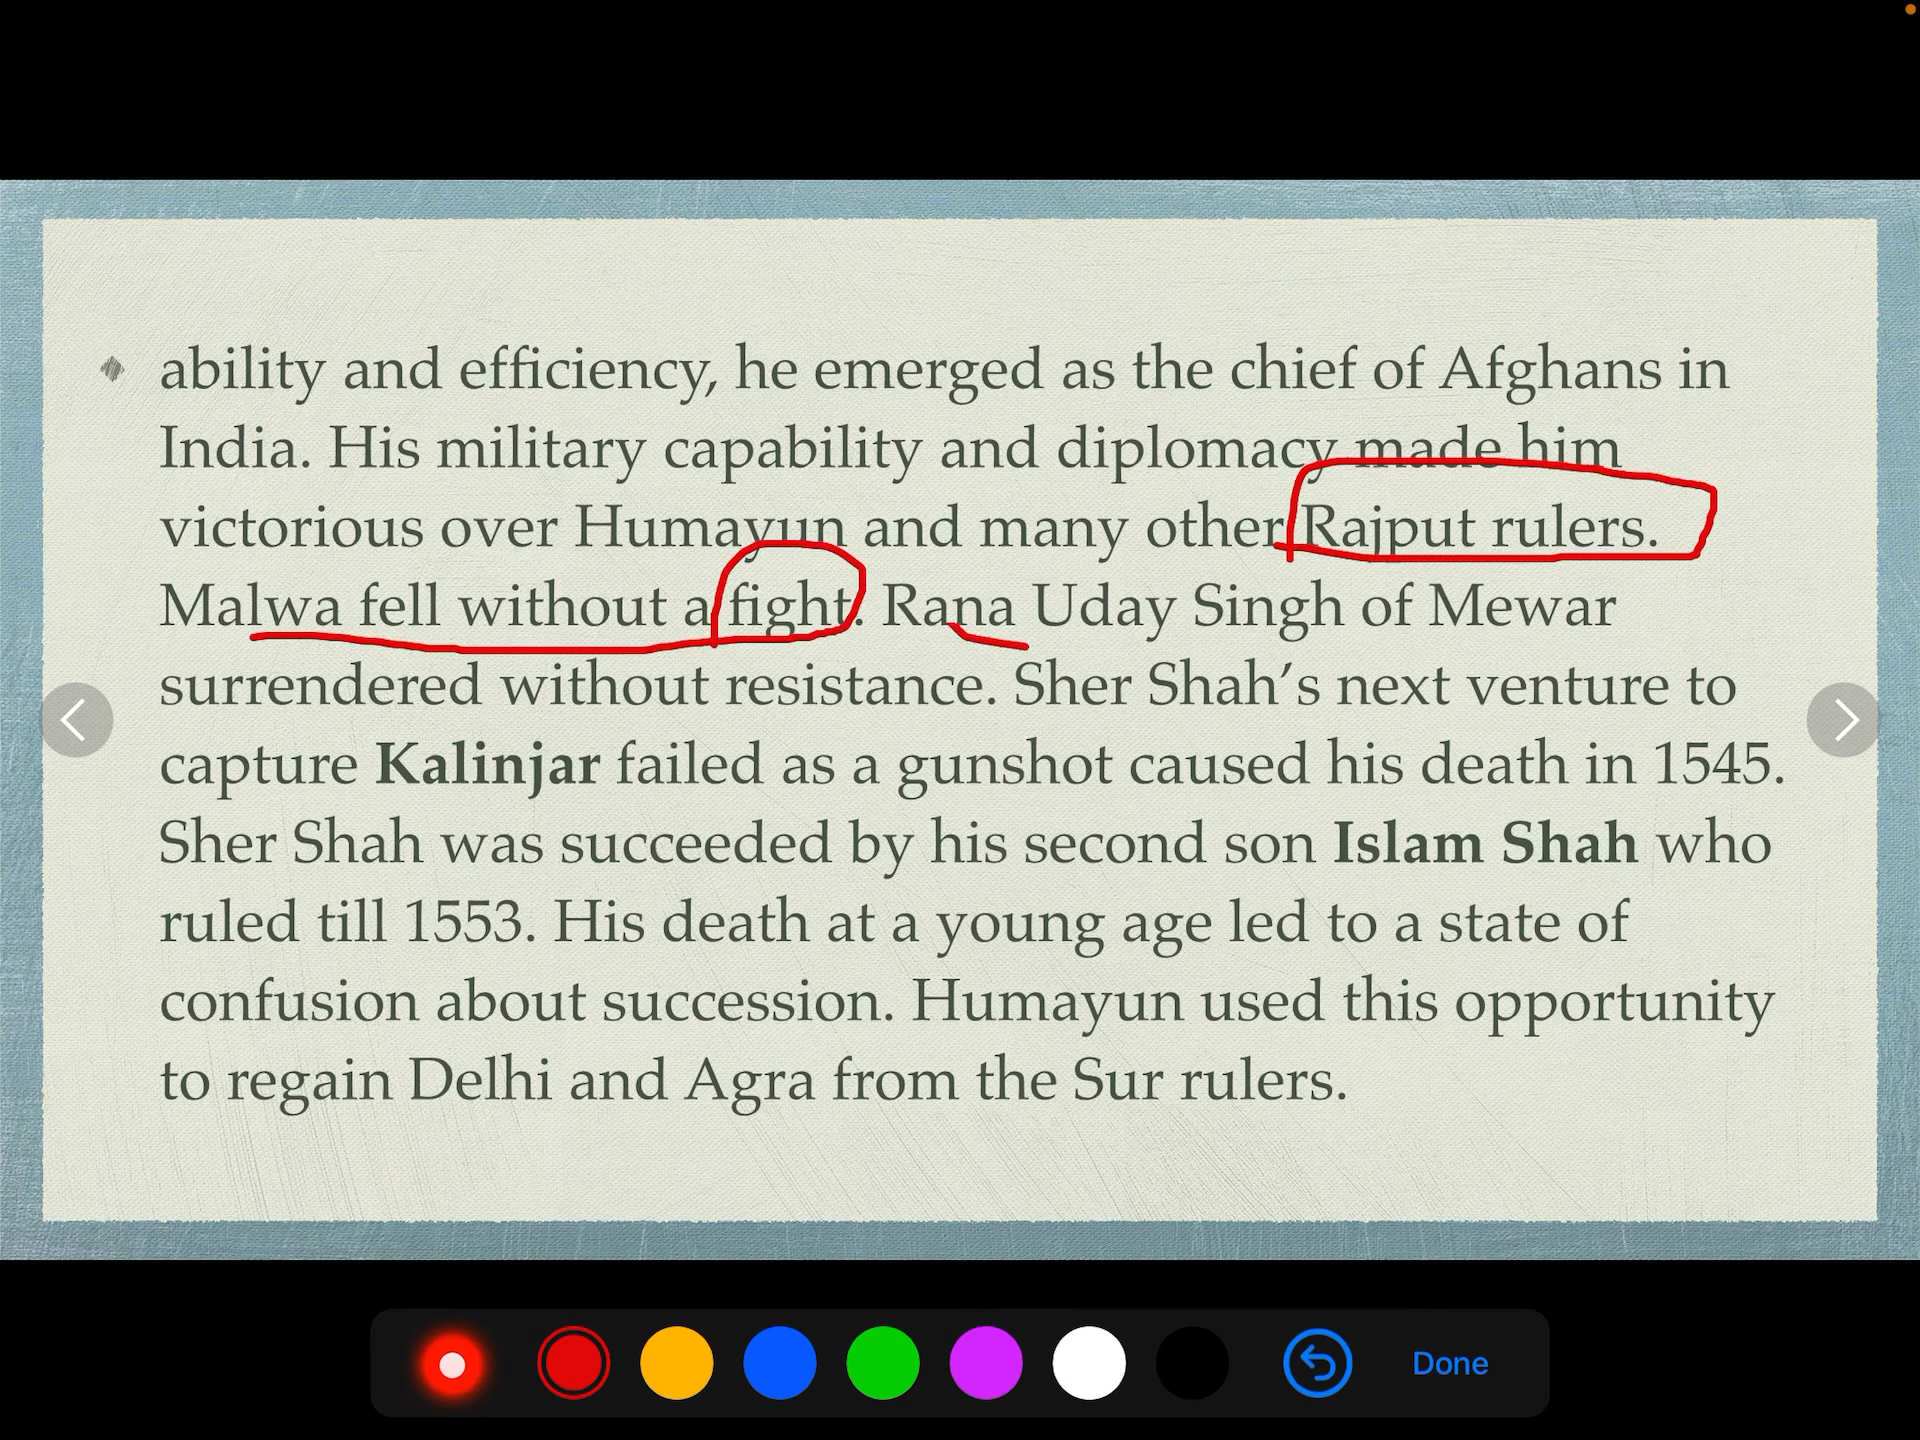 ability and efficiency, he emerged as the chief of Afghans in
India. His military capability and diplomacy made him
victorious over Humayun and many other Rajput rulers.
Malwa fell without a fight. Rana Uday Singh of Mewar
surrendered without resistance. Sher Shah’s next venture to
capture Kalinjar failed as a gunshot caused his death in 1545.
Sher Shah was succeeded by his second son Islam Shah who
ruled till 1553. His death at a young age led to a state of
confusion about succession. Humayun used this opportunity
to regain Delhi and Agra from the Sur rulers.
Done